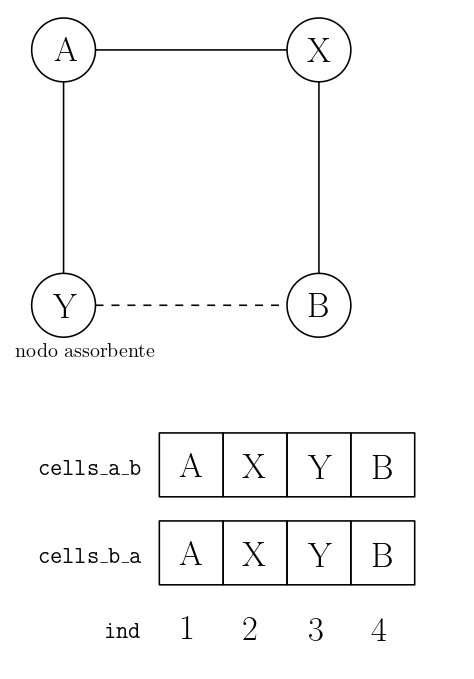 A X
Y B
nodo assorbente
cells_a_b A X Y B
cells_b_a A X Y B
ind 1 2 3 4